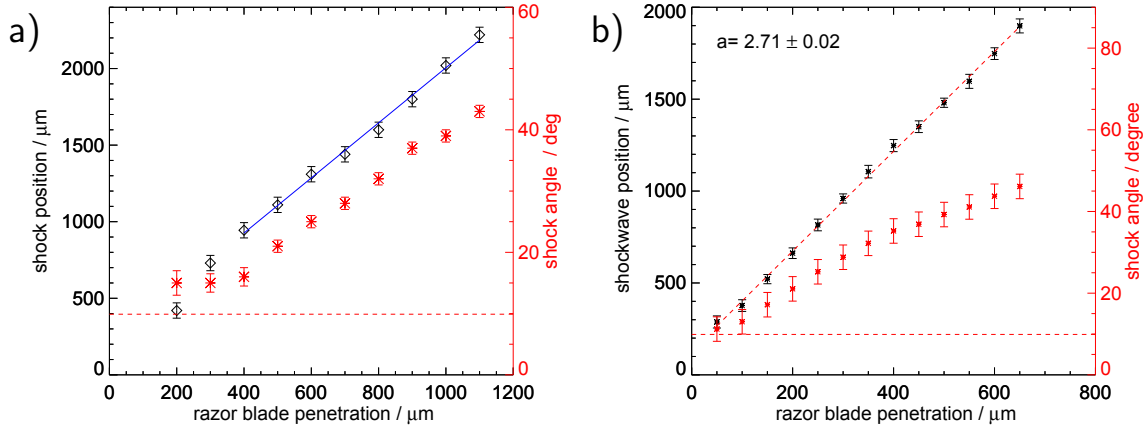 a)
shock position / μm
0
500
1000
1500
2000
0 200 400 600 800 1000 1200
razor blade penetration / μm
0
20
40
60
shock angle / deg
b)
a= 2.71 ± 0.02
shockwave position / μm
0
500
1000
1500
2000
0 200 400 600 800
razor blade penetration / μm
0
20
40
60
80
shock angle / degree